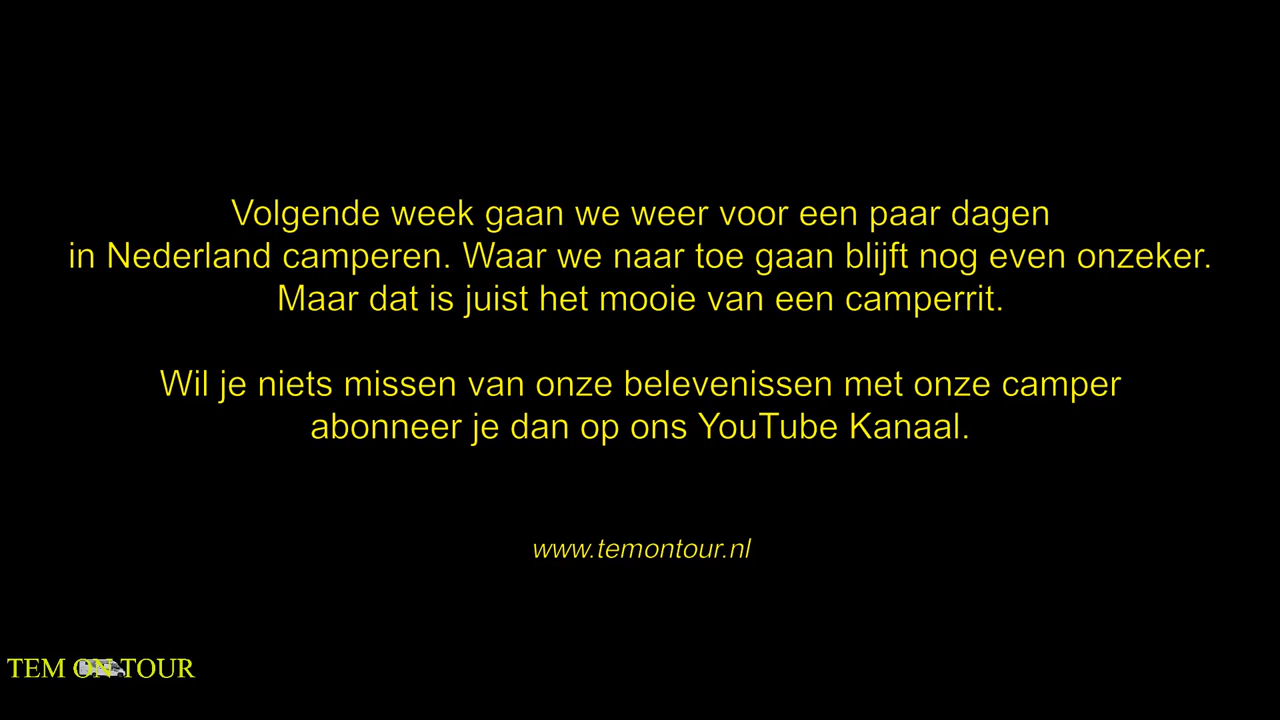 Volgende week gaan we weer voor een paar dagen
in Nederland camperen. Waar we naar toe gaan blijft nog even onzeker.
Maar dat is juist het mooie van een camperrit.
Wil je niets missen van onze belevenissen met onze camper
abonneer je dan op ons YouTube Kanaal.
www.temontour.nl
TEM ON TOUR